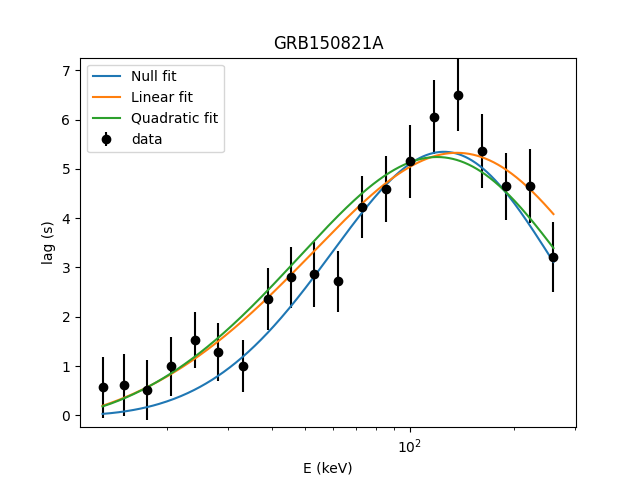 GRB150821A
Null fit
Linear fit
Quadratic fit
data
7
6
5
4
3
2
1
0
lag (s)
10²
E (keV)